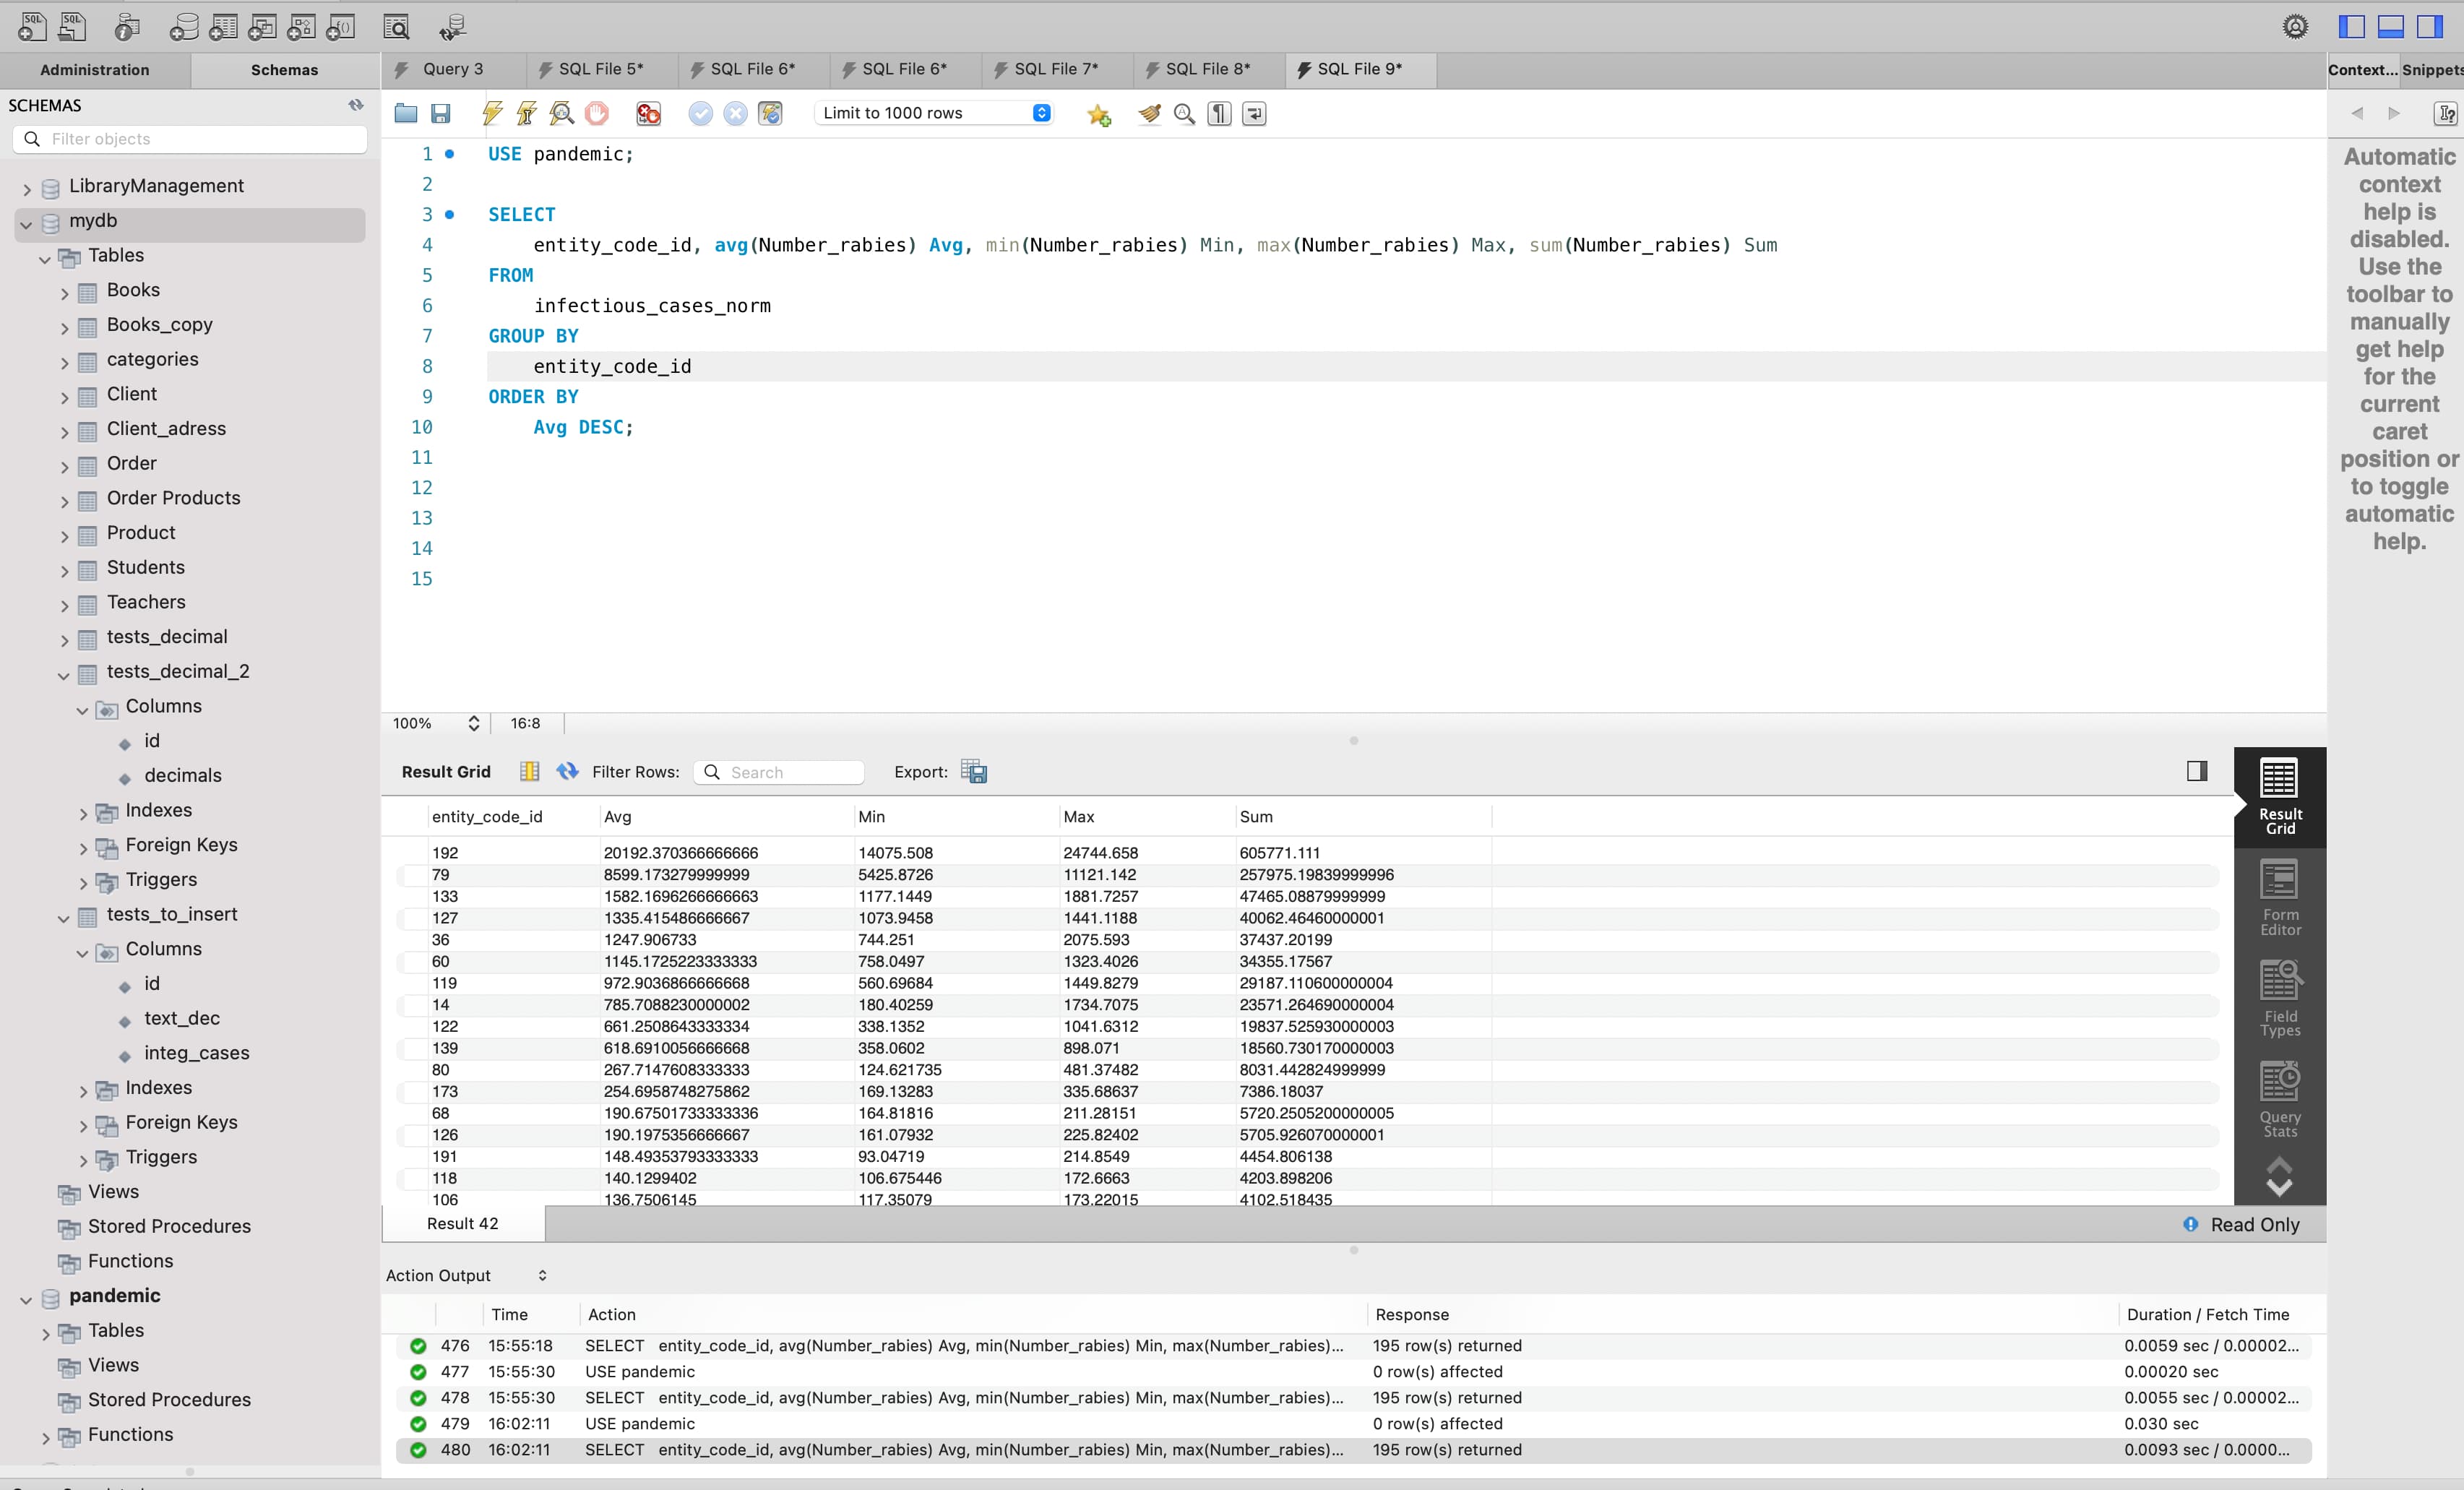 Administration
Schemas
Query 3
SQL File 5*
SQL File 6*
SQL File 6*
SQL File 7*
SQL File 8*
SQL File 9*
Context...
Snippets
SCHEMAS
Filter objects
LibraryManagement
mydb
Tables
Books
Books_copy
categories
Client
Client_adress
Order
Order Products
Product
Students
Teachers
tests_decimal
tests_decimal_2
Columns
id
decimals
Indexes
Foreign Keys
Triggers
tests_to_insert
Columns
id
text_dec
integ_cases
Indexes
Foreign Keys
Triggers
Views
Stored Procedures
Functions
pandemic
Tables
Views
Stored Procedures
Functions
Limit to 1000 rows
1 USE pandemic;
2
3 SELECT
4 entity_code_id, avg(Number_rabies) Avg, min(Number_rabies) Min, max(Number_rabies) Max, sum(Number_rabies) Sum
5 FROM
6 infectious_cases_norm
7 GROUP BY
8 entity_code_id
9 ORDER BY
10 Avg DESC;
11
12
13
14
15
100% 16:8
Result Grid Filter Rows: Search Export:
entity_code_id Avg Min Max Sum
192 20192.370366666666 14075.508 24744.658 605771.111
79 8599.173279999999 5425.8726 11121.142 257975.19839999996
133 1582.1696266666663 1177.1449 1881.7257 47465.08879999999
127 1335.415486666667 1073.9458 1441.1188 40062.46460000001
36 1247.906733 744.251 2075.593 37437.20199
60 1145.1725223333333 758.0497 1323.4026 34355.17567
119 972.9036866666668 560.69684 1449.8279 29187.110600000004
14 785.7088230000002 180.40259 1734.7075 23571.264690000004
122 661.2508643333334 338.1352 1041.6312 19837.525930000003
139 618.6910056666668 358.0602 898.071 18560.730170000003
80 267.7147608333333 124.621735 481.37482 8031.442824999999
173 254.6958748275862 169.13283 335.68637 7386.18037
68 190.67501733333336 164.81816 211.28151 5720.2505200000005
126 190.1975356666667 161.07932 225.82402 5705.926070000001
191 148.49353793333333 93.04719 214.8549 4454.806138
118 140.1299402 106.675446 172.6663 4203.898206
106 136.7506145 117.35079 173.22015 4102.518435
Result 42
Read Only
Result
Grid
Form
Editor
Field
Types
Query
Stats
Automatic
context
help is
disabled.
Use the
toolbar to
manually
get help
for the
current
caret
position or
to toggle
automatic
help.
Action Output
Time Action Response Duration / Fetch Time
476 15:55:18 SELECT entity_code_id, avg(Number_rabies) Avg, min(Number_rabies) Min, max(Number_rabies)... 195 row(s) returned 0.0059 sec / 0.00002...
477 15:55:30 USE pandemic 0 row(s) affected 0.00020 sec
478 15:55:30 SELECT entity_code_id, avg(Number_rabies) Avg, min(Number_rabies) Min, max(Number_rabies)... 195 row(s) returned 0.0055 sec / 0.00002...
479 16:02:11 USE pandemic 0 row(s) affected 0.030 sec
480 16:02:11 SELECT entity_code_id, avg(Number_rabies) Avg, min(Number_rabies) Min, max(Number_rabies)... 195 row(s) returned 0.0093 sec / 0.0000...